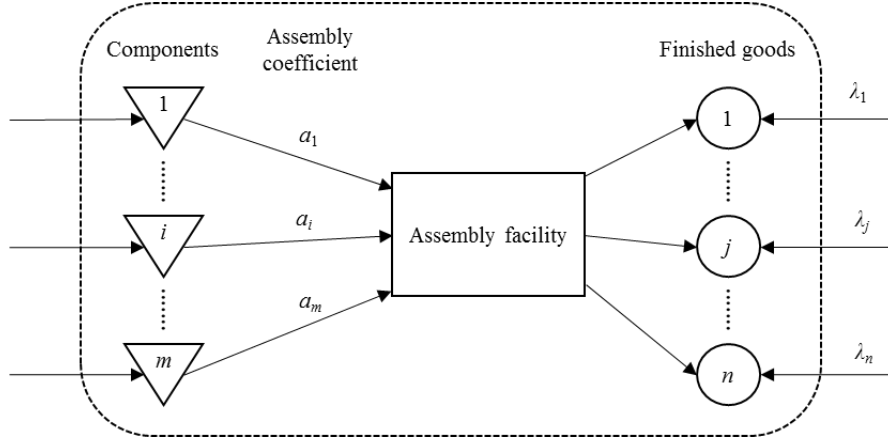 Components
Assembly
coefficient
Finished goods
1
a₁
1
λ₁
i
aᵢ
Assembly facility
j
λⱼ
m
aₘ
n
λₙ